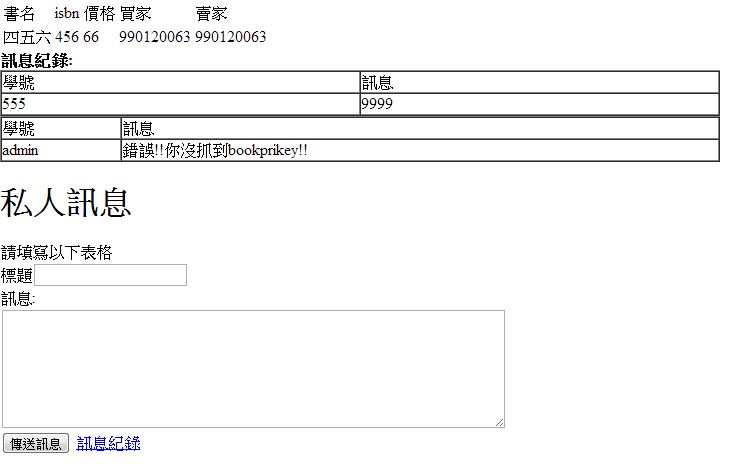 書名 isbn 價格 買家 賣家
四五六 456 66 990120063 990120063
訊息紀錄:
學號 訊息
555 9999
學號 訊息
admin 錯誤!!你沒抓到bookprikey!!
私人訊息
請填寫以下表格
標題
訊息:
傳送訊息 訊息紀錄